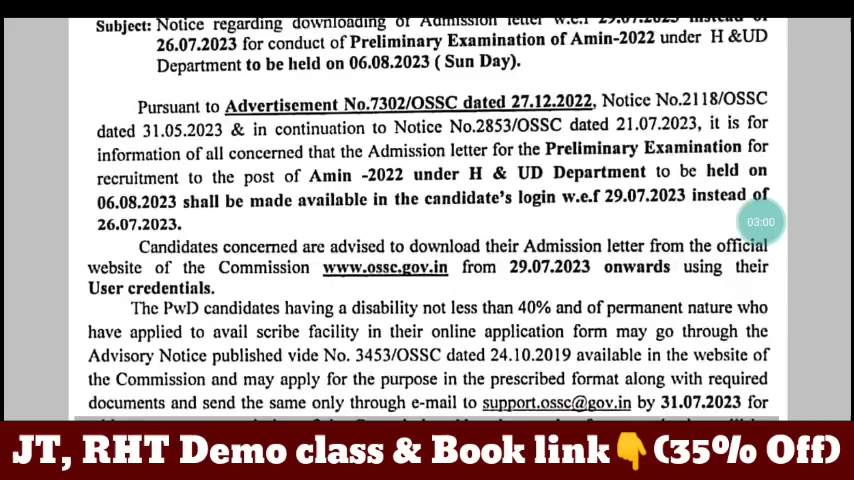 Subject: Notice regarding downloading of Admission letter w.e.f 29.07.2023 instead of
26.07.2023 for conduct of Preliminary Examination of Amin-2022 under H &UD
Department to be held on 06.08.2023 ( Sun Day).
Pursuant to Advertisement No.7302/OSSC dated 27.12.2022, Notice No.2118/OSSC
dated 31.05.2023 & in continuation to Notice No.2853/OSSC dated 21.07.2023, it is for
information of all concerned that the Admission letter for the Preliminary Examination for
recruitment to the post of Amin -2022 under H & UD Department to be held on
06.08.2023 shall be made available in the candidate's login w.e.f 29.07.2023 instead of
26.07.2023.
03:00
Candidates concerned are advised to download their Admission letter from the official
website of the Commission www.ossc.gov.in from 29.07.2023 onwards using their
User credentials.
The PwD candidates having a disability not less than 40% and of permanent nature who
have applied to avail scribe facility in their online application form may go through the
Advisory Notice published vide No. 3453/OSSC dated 24.10.2019 available in the website of
the Commission and may apply for the purpose in the prescribed format along with required
documents and send the same only through e-mail to support.ossc@gov.in by 31.07.2023 for
JT, RHT Demo class & Book link👇(35% Off)